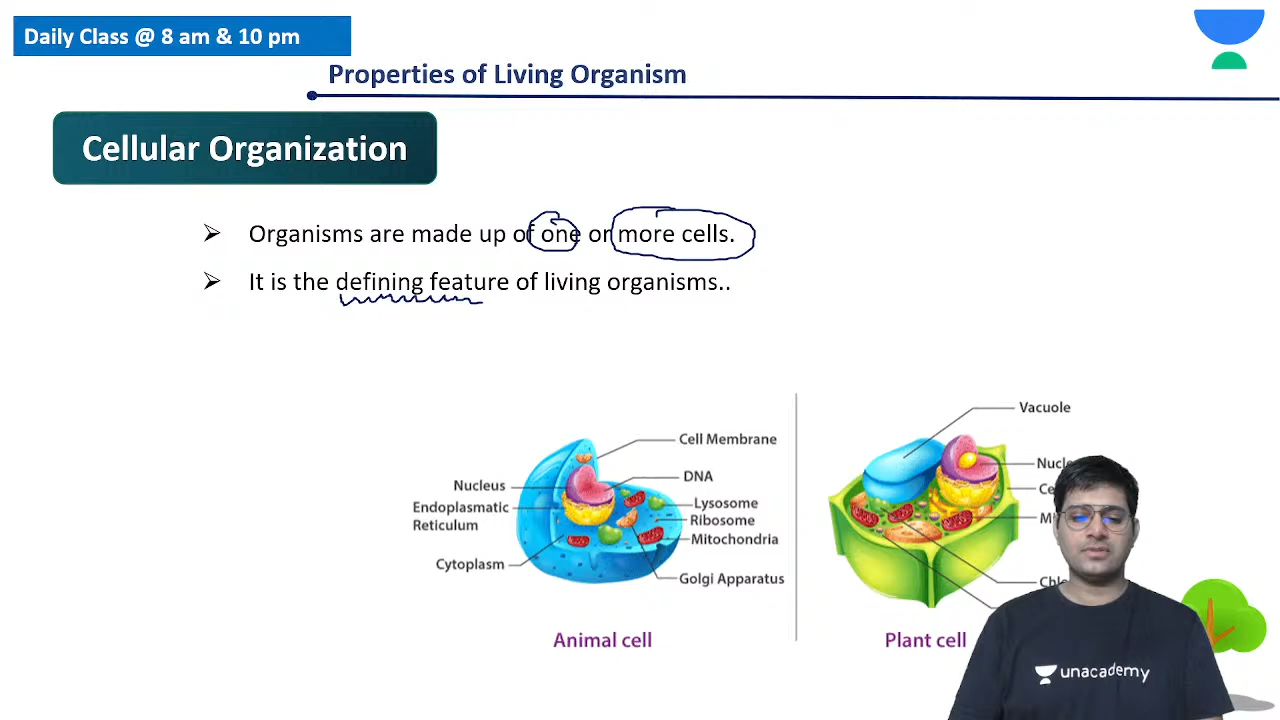 Daily Class @ 8 am & 10 pm
Properties of Living Organism
Cellular Organization
Organisms are made up of one or more cells.
It is the defining feature of living organisms..
Vacuole
Cell Membrane
DNA
Nucleus
Lysosome
Endoplasmatic
Reticulum
Ribosome
Mitochondria
Cytoplasm
Golgi Apparatus
Animal cell
Plant cell
unacademy